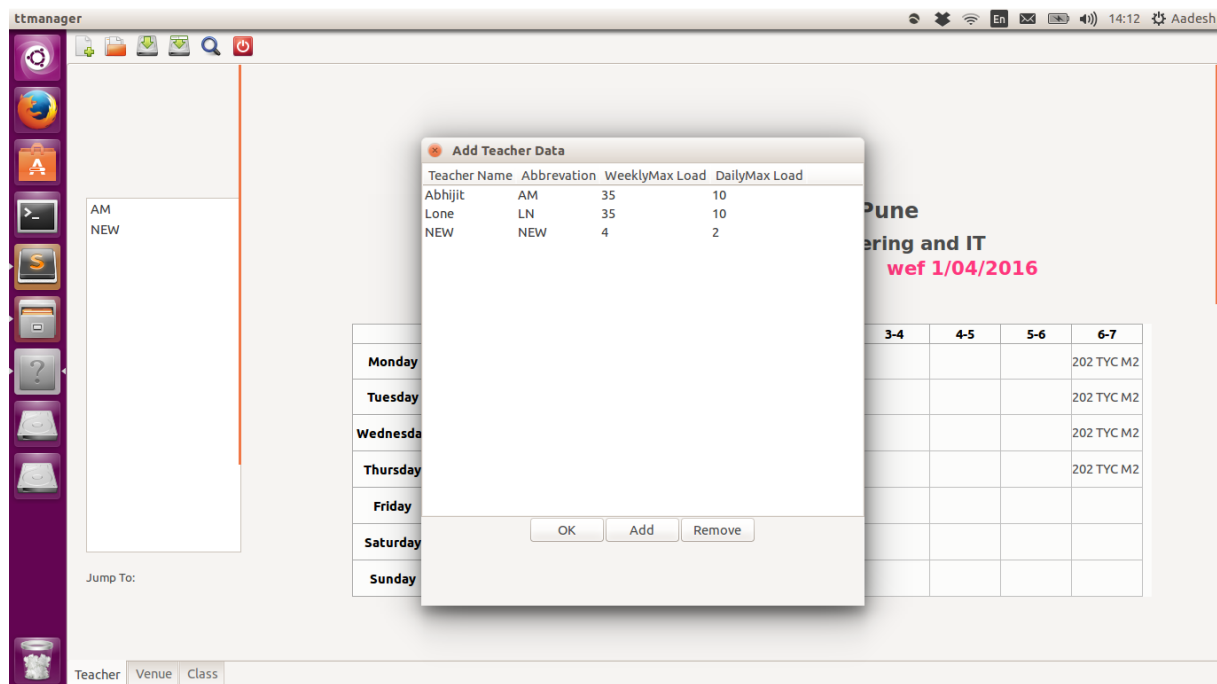 ttmanager En 14:12 Aadesh
Add Teacher Data
Teacher Name Abbrevation WeeklyMax Load DailyMax Load
Abhijit AM 35 10
Lone LN 35 10
NEW NEW 4 2
OK Add Remove
AM
NEW
Jump To:
Pune
ering and IT
wef 1/04/2016
3-4 4-5 5-6 6-7
Monday 202 TYC M2
Tuesday 202 TYC M2
Wednesda 202 TYC M2
Thursday 202 TYC M2
Friday
Saturday
Sunday
Teacher Venue Class